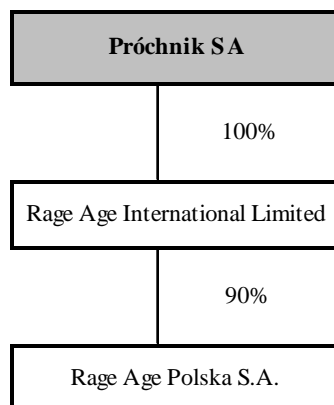 Próchnik SA
100%
Rage Age International Limited
90%
Rage Age Polska S.A.